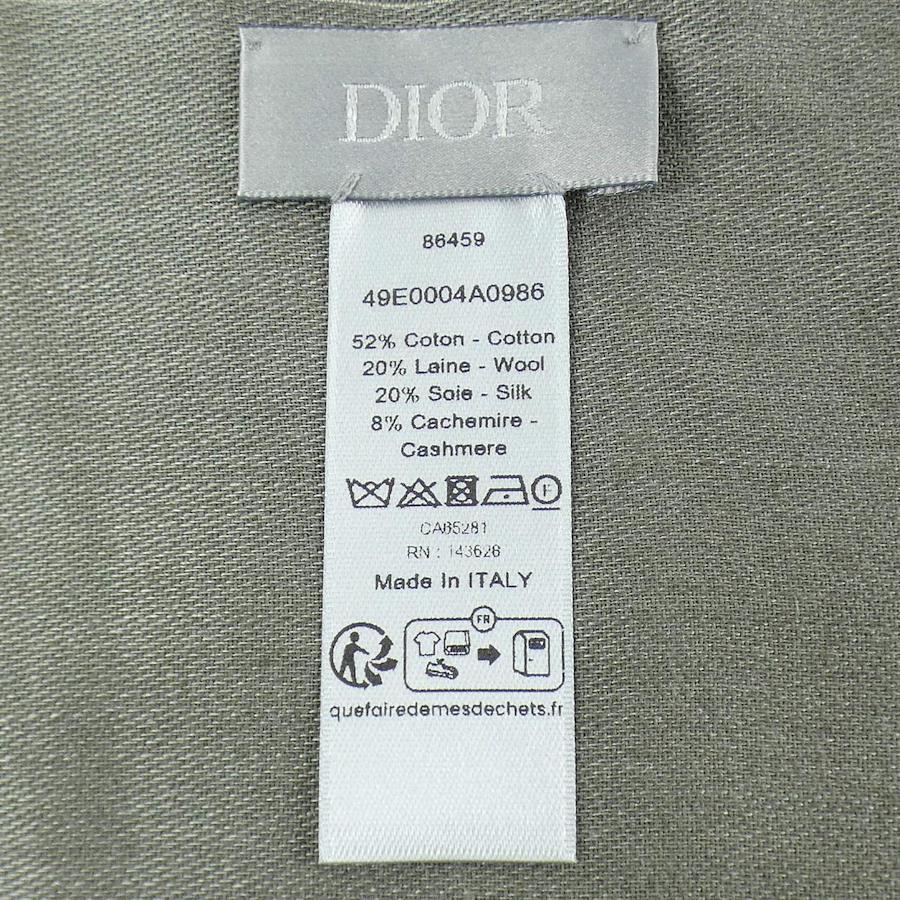 DIOR
86459
49E0004A0986
52% Coton - Cotton
20% Laine - Wool
20% Soie - Silk
8% Cachemire -
Cashmere
F
CA65281
RN : 143626
Made In ITALY
FR
quefairedemesdechets.fr